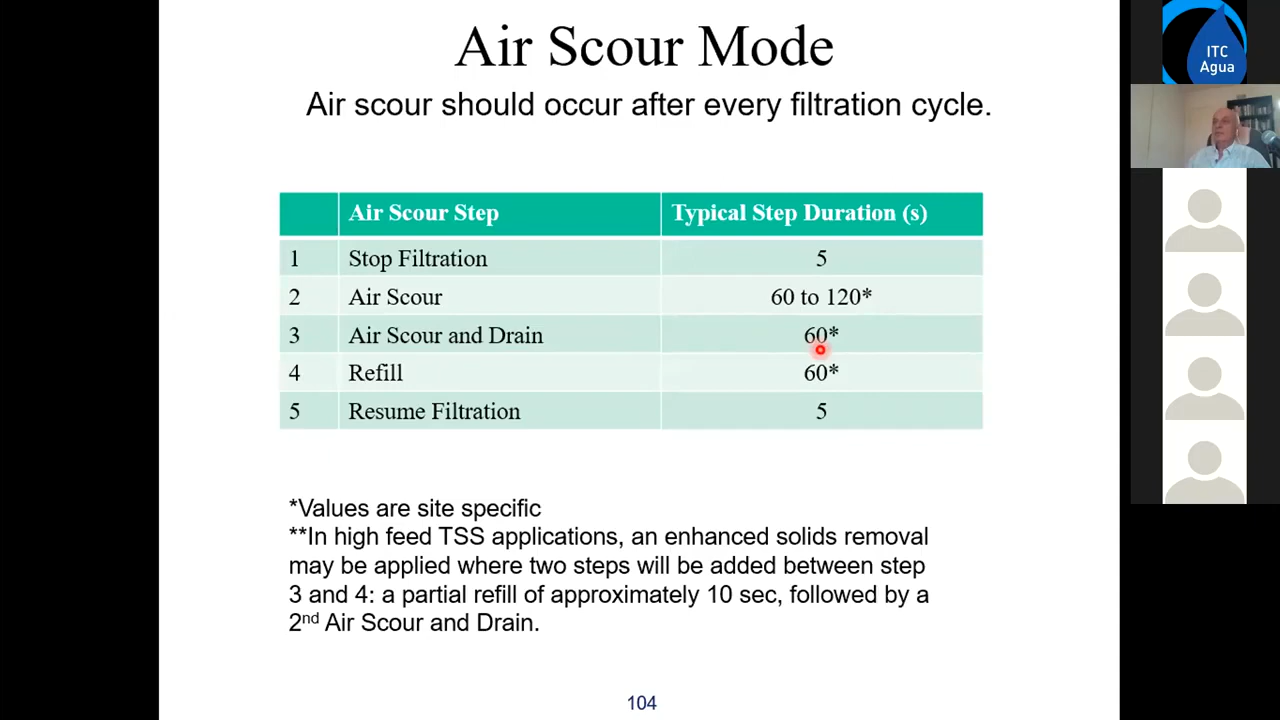 Air Scour Mode
Air scour should occur after every filtration cycle.
Air Scour Step Typical Step Duration (s)
1 Stop Filtration 5
2 Air Scour 60 to 120*
3 Air Scour and Drain 60*
4 Refill 60*
5 Resume Filtration 5
*Values are site specific
**In high feed TSS applications, an enhanced solids removal
may be applied where two steps will be added between step
3 and 4: a partial refill of approximately 10 sec, followed by a
2nd Air Scour and Drain.
104
ITC
Agua